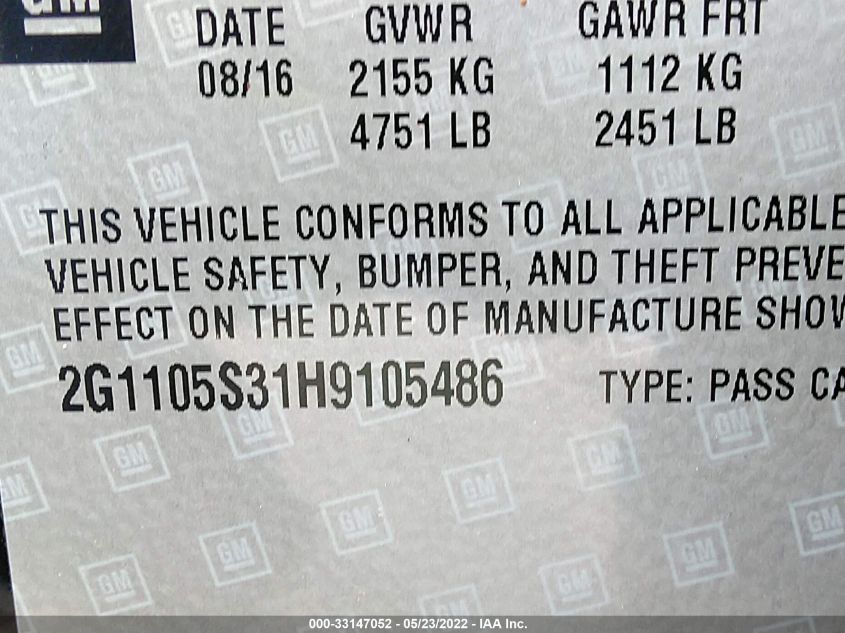 GM
DATE GVWR GAWR FRT
08/16 2155 KG 1112 KG
4751 LB 2451 LB
THIS VEHICLE CONFORMS TO ALL APPLICABLE
VEHICLE SAFETY, BUMPER, AND THEFT PREVE
EFFECT ON THE DATE OF MANUFACTURE SHOW
2G1105S31H9105486 TYPE: PASS CA
000-33147052 - 05/23/2022 - IAA Inc.